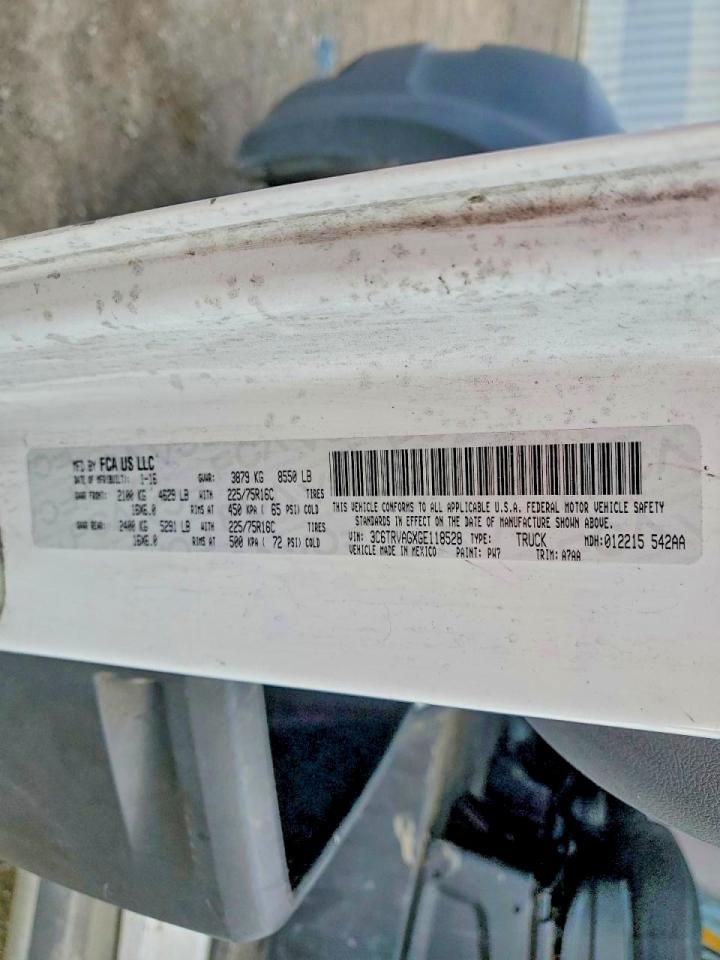 MFD BY FCA US LLC
DATE OF MFR(BUILT): 1-16 GVWR: 3879 KG 8550 LB
GAWR FRONT: 2100 KG 4629 LB WITH 225/75R16C TIRES
16X6.0 RIMS AT 450 KPA ( 65 PSI) COLD
GAWR REAR: 2400 KG 5291 LB WITH 225/75R16C TIRES
16X6.0 RIMS AT 500 KPA ( 72 PSI) COLD
THIS VEHICLE CONFORMS TO ALL APPLICABLE U.S.A. FEDERAL MOTOR VEHICLE SAFETY
STANDARDS IN EFFECT ON THE DATE OF MANUFACTURE SHOWN ABOVE.
VIN: 3C6TRVAGXGE118528 TYPE: TRUCK MDH:012215 542AA
VEHICLE MADE IN MEXICO PAINT: PW7 TRIM: A7AA